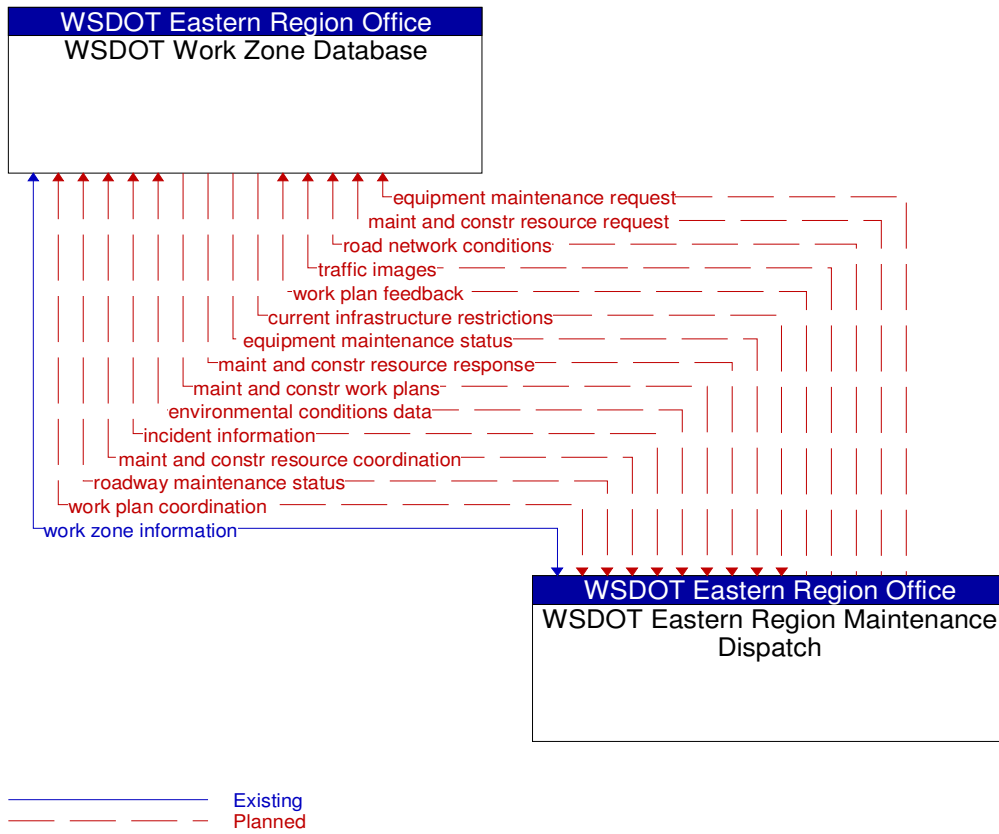 WSDOT Eastern Region Office
WSDOT Work Zone Database
equipment maintenance request
maint and constr resource request
road network conditions
traffic images
work plan feedback
current infrastructure restrictions
equipment maintenance status
maint and constr resource response
maint and constr work plans
environmental conditions data
incident information
maint and constr resource coordination
roadway maintenance status
work plan coordination
work zone information
WSDOT Eastern Region Office
WSDOT Eastern Region Maintenance
Dispatch
Existing
Planned